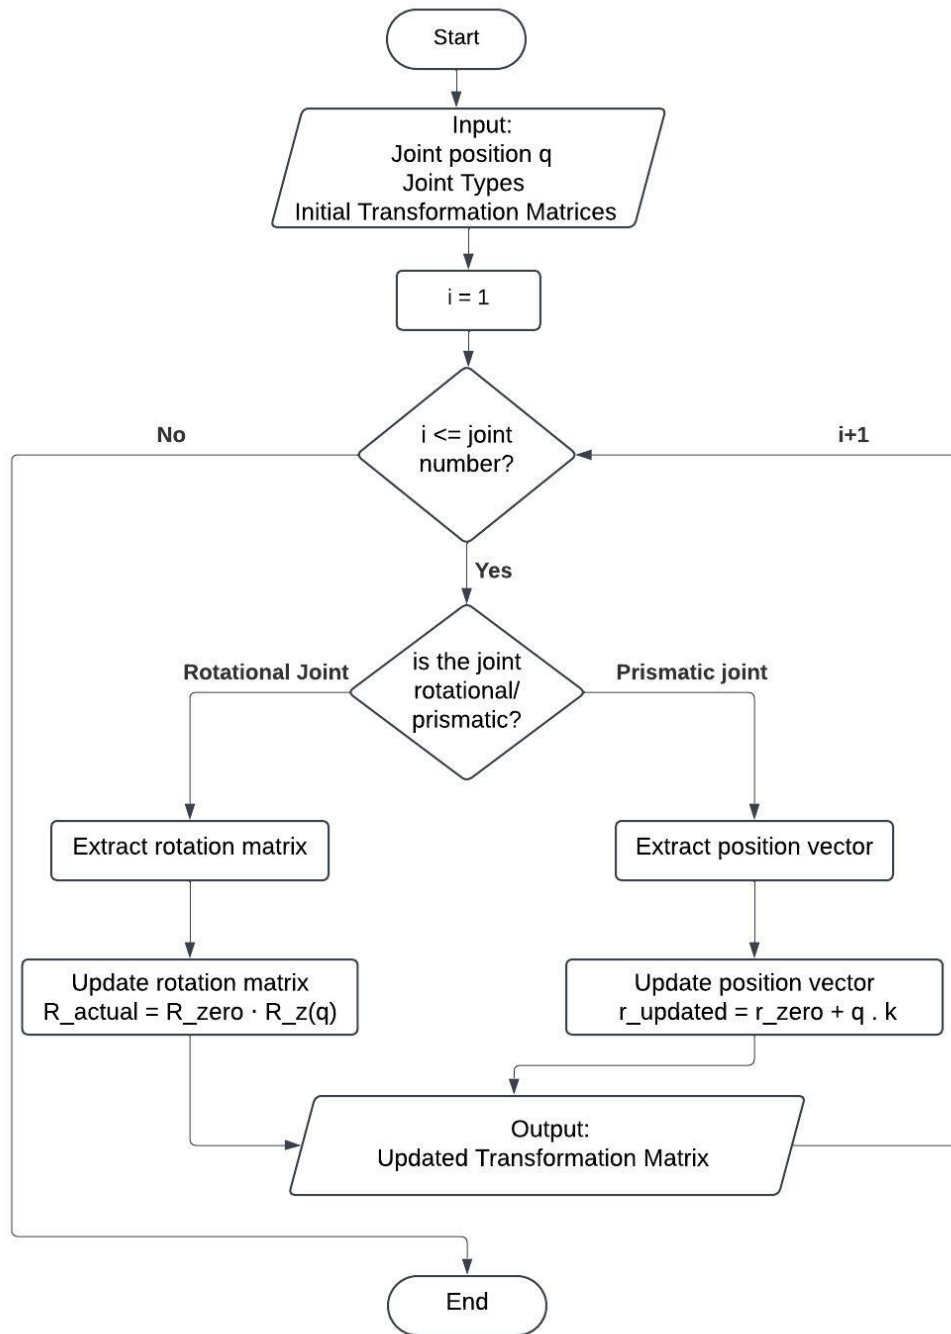 Start
Input:
Joint position q
Joint Types
Initial Transformation Matrices
i = 1
i <= joint
number?
No
i+1
Yes
is the joint
rotational/
prismatic?
Rotational Joint
Prismatic joint
Extract rotation matrix
Extract position vector
Update rotation matrix
R_actual = R_zero · R_z(q)
Update position vector
r_updated = r_zero + q . k
Output:
Updated Transformation Matrix
End